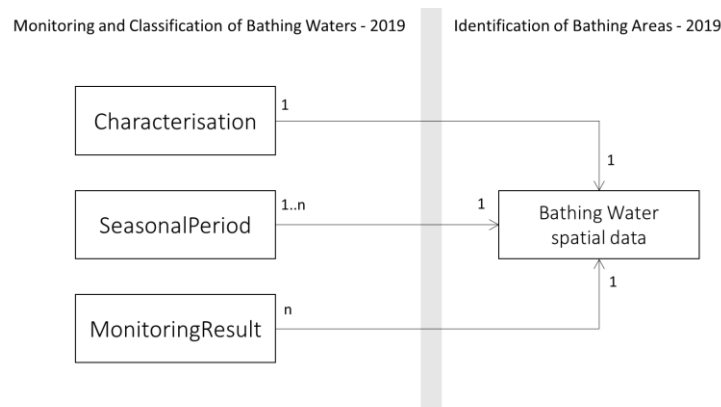 Monitoring and Classification of Bathing Waters - 2019
Identification of Bathing Areas - 2019
Characterisation
1
1
SeasonalPeriod
1..n
1
Bathing Water
spatial data
MonitoringResult
n
1